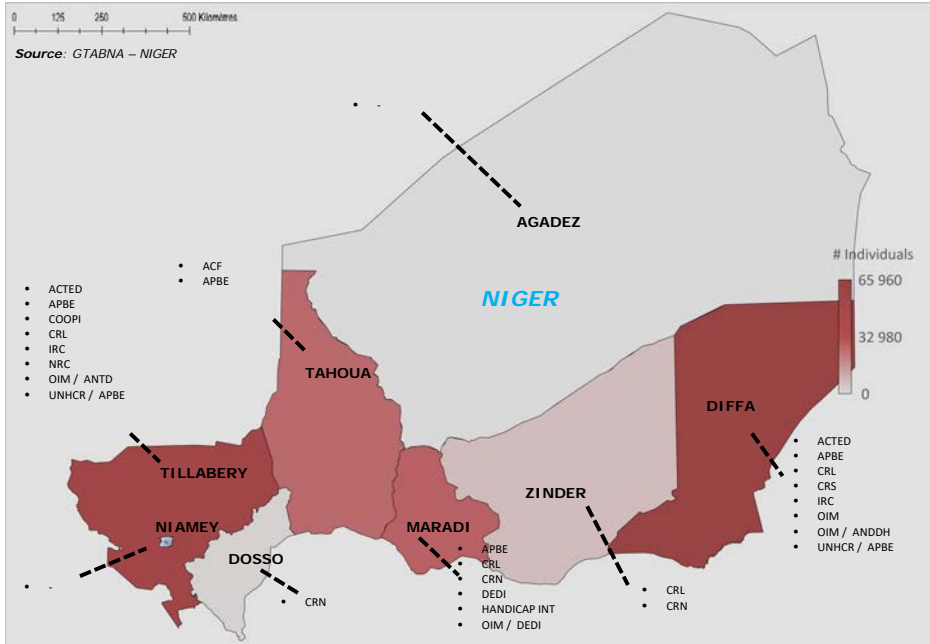 0 125 250 500 Kilomètres
Source: GTABNA – NIGER
• -
AGADEZ
NIGER
# Individuals
65 960
32 980
0
• ACF
• APBE
• ACTED
• APBE
• COOPI
• CRL
• IRC
• NRC
• OIM / ANTD
• UNHCR / APBE
TAHOUA
DIFFA
• ACTED
• APBE
• CRL
• CRS
• IRC
• OIM
• OIM / ANDDH
• UNHCR / APBE
TILLABERY
ZINDER
NIAMEY
MARADI
DOSSO
• APBE
• CRL
• CRN
• DEDI
• HANDICAP INT
• OIM / DEDI
• -
• CRN
• CRL
• CRN